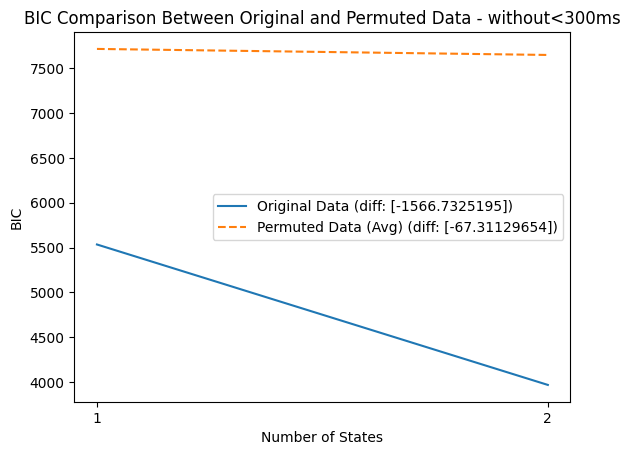 BIC Comparison Between Original and Permuted Data - without<300ms
7500
7000
6500
6000
5500
5000
4500
4000
BIC
Original Data (diff: [-1566.7325195])
Permuted Data (Avg) (diff: [-67.31129654])
1
2
Number of States